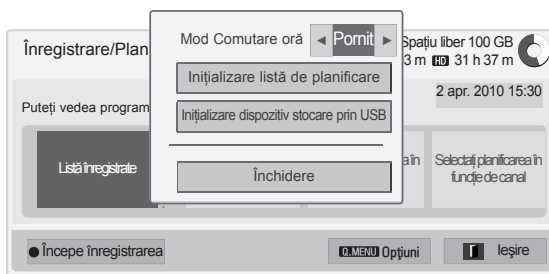 Înregistrare/Plan
Mod Comutare oră ◄ Pornit ►
Spațiu liber 100 GB
3 m HD 31 h 37 m
Inițializare listă de planificare
2 apr. 2010 15:30
Puteți vedea program
Inițializare dispozitiv stocare prin USB
Listă înregistrate
a în
Selectați planificarea în
funcție de canal
Închidere
● Începe înregistrarea
Q.MENU Opțiuni
Ieșire